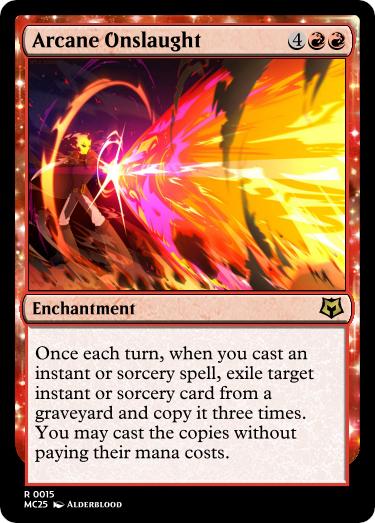 Arcane Onslaught 4
Enchantment
Once each turn, when you cast an
instant or sorcery spell, exile target
instant or sorcery card from a
graveyard and copy it three times.
You may cast the copies without
paying their mana costs.
R 0015
MC25 ALDERBLOOD